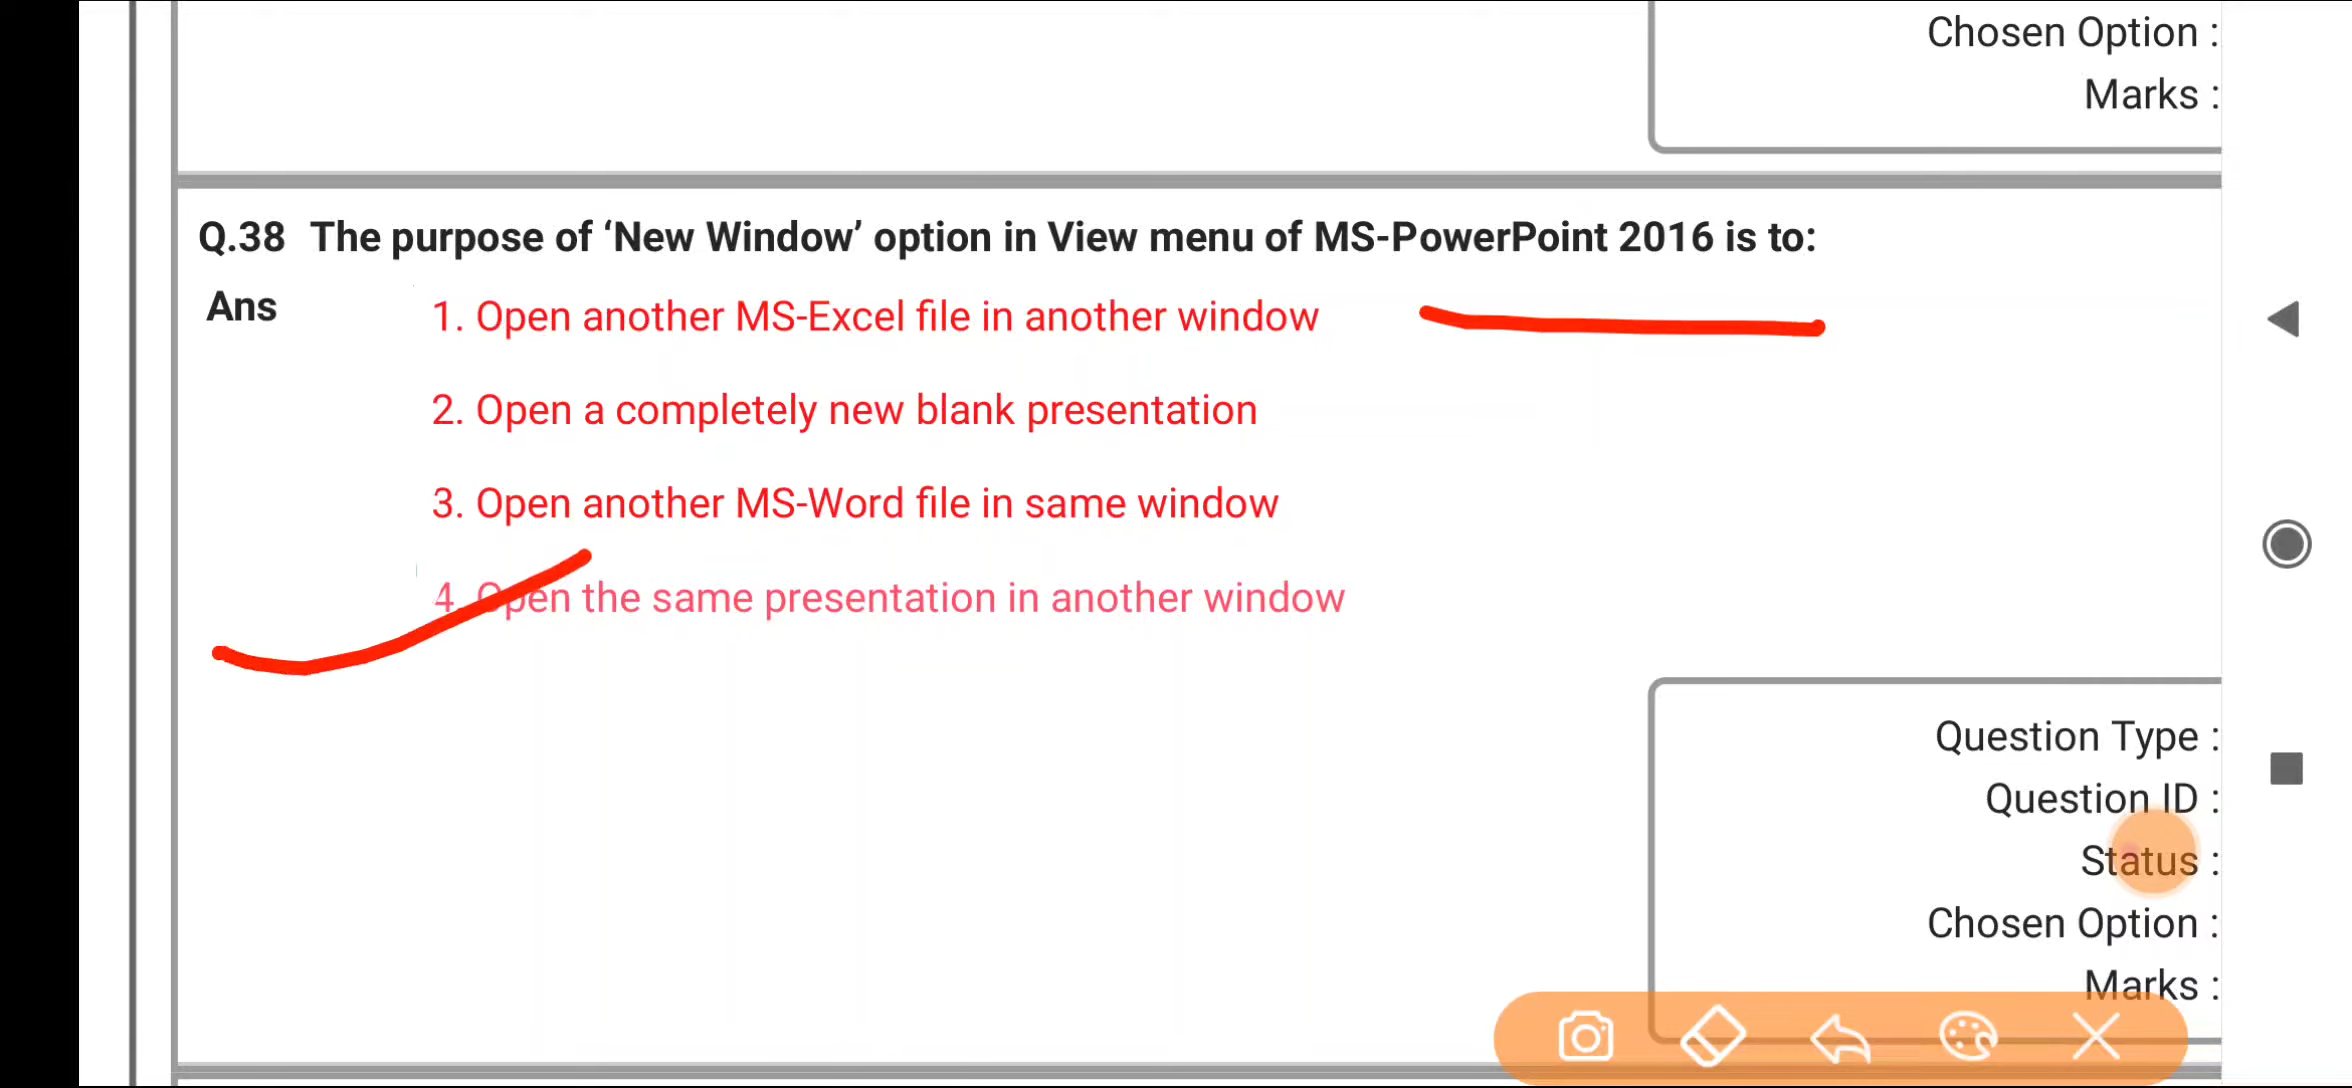 Chosen Option :
Marks :
Q.38 The purpose of ‘New Window’ option in View menu of MS-PowerPoint 2016 is to:
Ans
1. Open another MS-Excel file in another window
2. Open a completely new blank presentation
3. Open another MS-Word file in same window
4. Open the same presentation in another window
Question Type :
Question ID :
Status :
Chosen Option :
Marks :